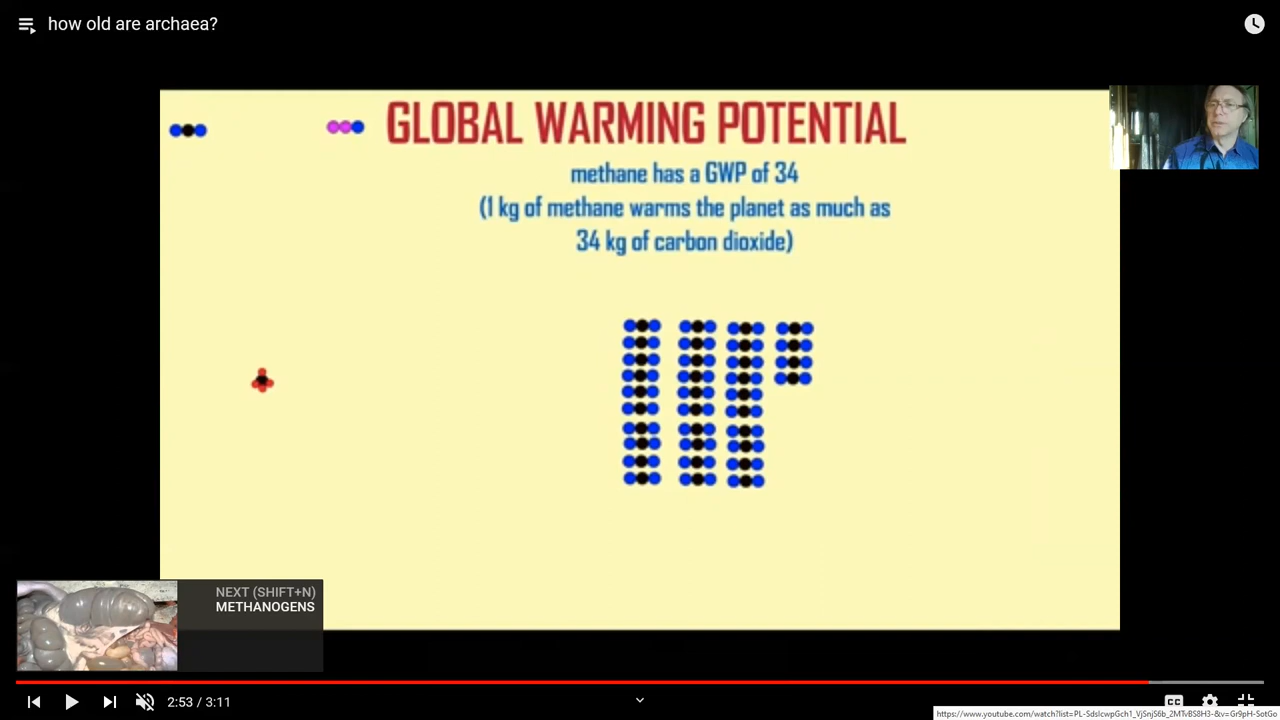 how old are archaea?
GLOBAL WARMING POTENTIAL
methane has a GWP of 34
(1 kg of methane warms the planet as much as
34 kg of carbon dioxide)
NEXT (SHIFT+N)
METHANOGENS
2:53 / 3:11
CC